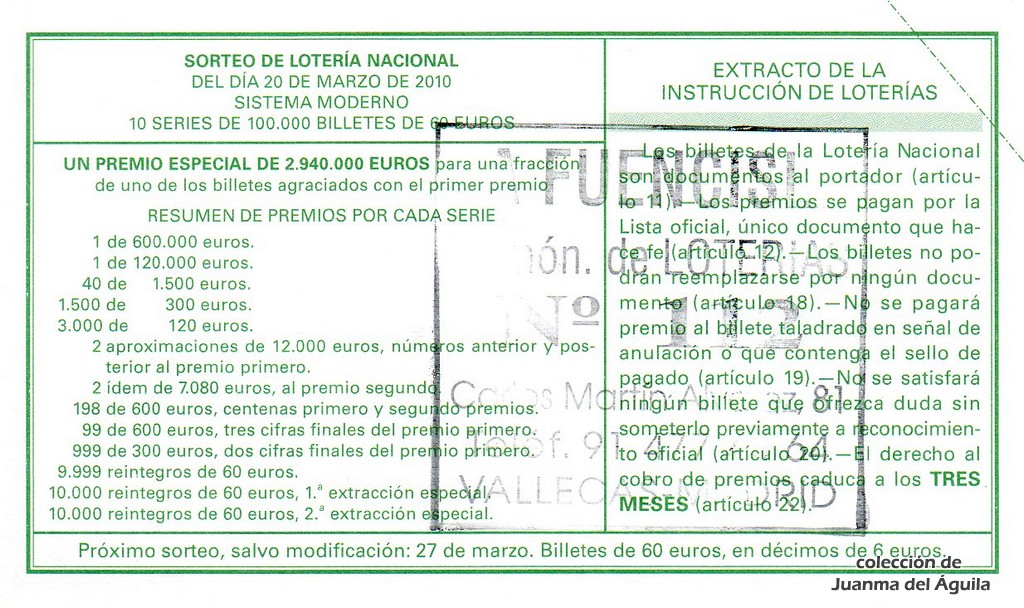 SORTEO DE LOTERÍA NACIONAL
DEL DÍA 20 DE MARZO DE 2010
SISTEMA MODERNO
10 SERIES DE 100.000 BILLETES DE 60 EUROS
UN PREMIO ESPECIAL DE 2.940.000 EUROS para una fracción
de uno de los billetes agraciados con el primer premio
RESUMEN DE PREMIOS POR CADA SERIE
1 de 600.000 euros.
1 de 120.000 euros.
40 de 1.500 euros.
1.500 de 300 euros.
3.000 de 120 euros.
2 aproximaciones de 12.000 euros, números anterior y pos-
terior al premio primero.
2 ídem de 7.080 euros, al premio segundo.
198 de 600 euros, centenas primero y segundo premios.
99 de 600 euros, tres cifras finales del premio primero.
999 de 300 euros, dos cifras finales del premio primero.
9.999 reintegros de 60 euros.
10.000 reintegros de 60 euros, 1.ª extracción especial.
10.000 reintegros de 60 euros, 2.ª extracción especial.
EXTRACTO DE LA
INSTRUCCIÓN DE LOTERÍAS
Los billetes de la Lotería Nacional
son documentos al portador (artícu-
lo 11).—Los premios se pagan por la
Lista oficial, único documento que ha-
ce fe (artículo 12).—Los billetes no po-
drán reemplazarse por ningún docu-
mento (artículo 18).—No se pagará
premio al billete taladrado en señal de
anulación o que contenga el sello de
pagado (artículo 19).—No se satisfará
ningún billete que ofrezca duda sin
someterlo previamente a reconocimien-
to oficial (artículo 20).—El derecho al
cobro de premios caduca a los TRES
MESES (artículo 22).
FUENCISL
ón. de LOTERIAS
Nº 112
Martín 81
Teléf. 91 477 64
VALLECAS-MADRID
Próximo sorteo, salvo modificación: 27 de marzo. Billetes de 60 euros, en décimos de 6 euros.
colección de
Juanma del Águila